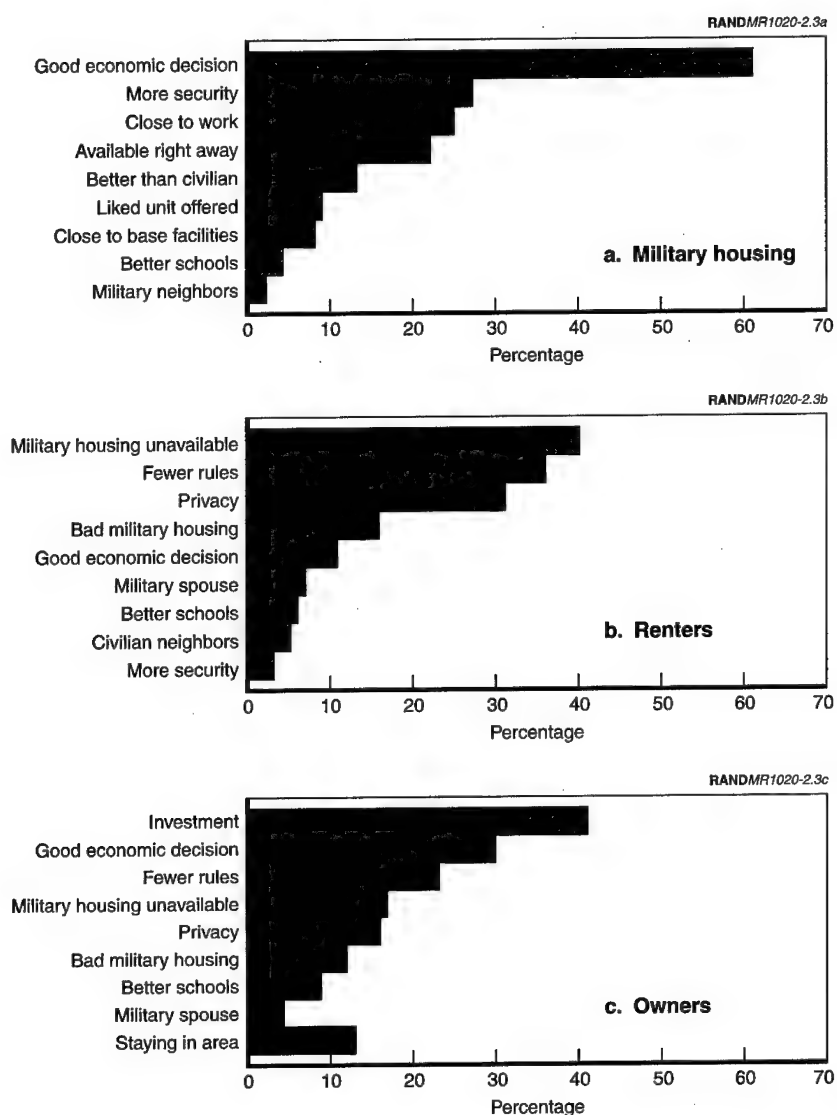 RANDMR1020-2.3a
Good economic decision
More security
Close to work
Available right away
Better than civilian
Liked unit offered
Close to base facilities
Better schools
Military neighbors
a. Military housing
0 10 20 30 40 50 60 70
Percentage
RANDMR1020-2.3b
Military housing unavailable
Fewer rules
Privacy
Bad military housing
Good economic decision
Military spouse
Better schools
Civilian neighbors
More security
b. Renters
0 10 20 30 40 50 60 70
Percentage
RANDMR1020-2.3c
Investment
Good economic decision
Fewer rules
Military housing unavailable
Privacy
Bad military housing
Better schools
Military spouse
Staying in area
c. Owners
0 10 20 30 40 50 60 70
Percentage